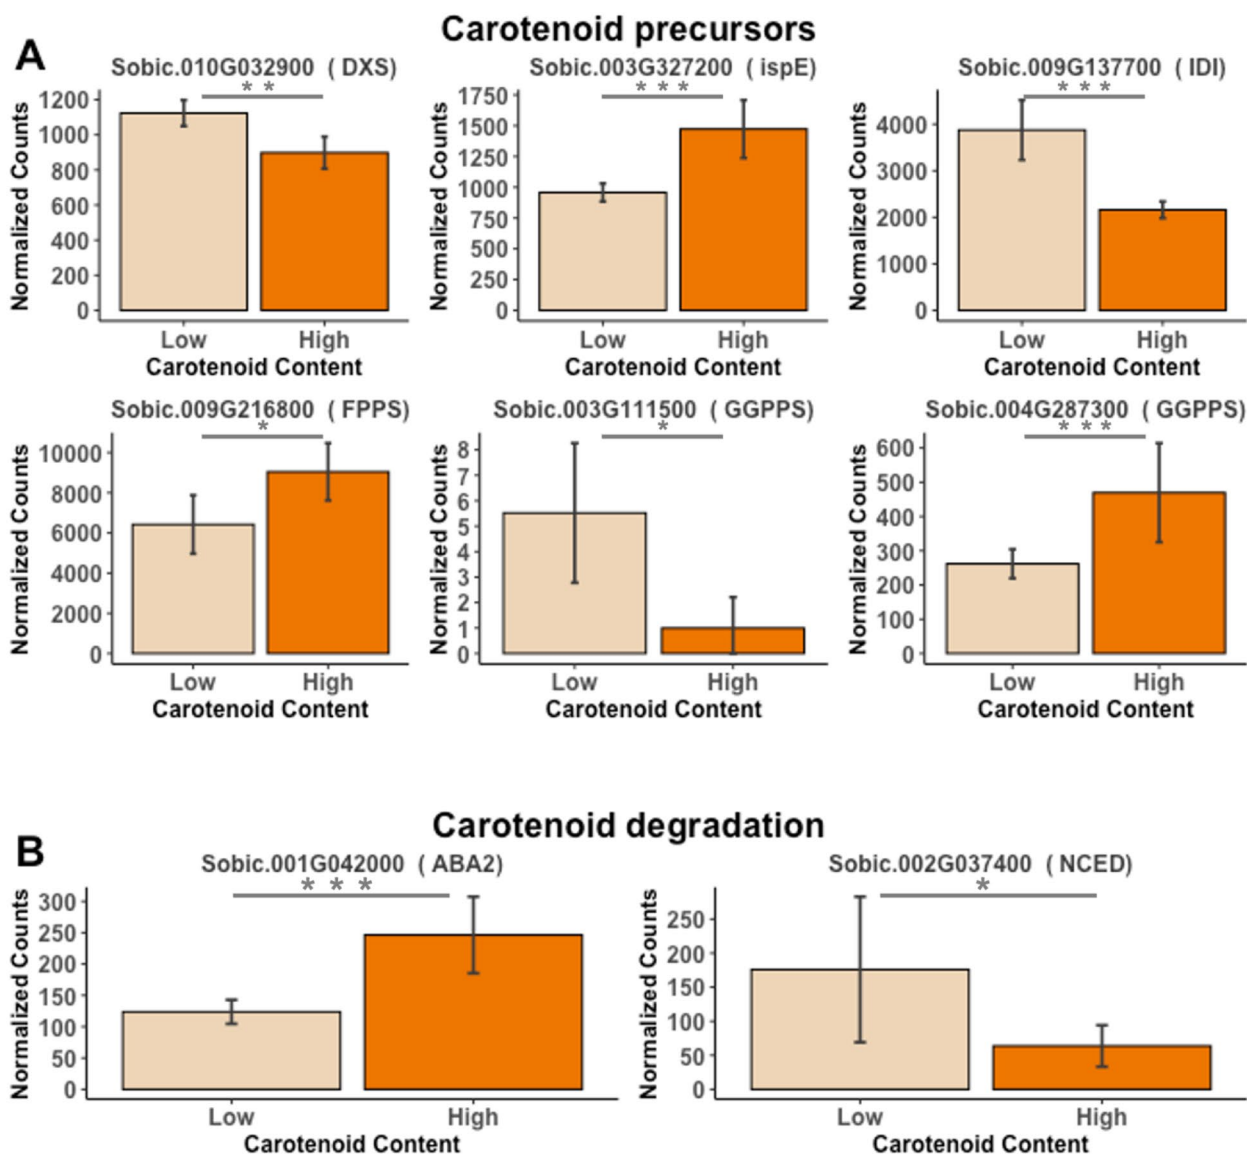 Carotenoid precursors
A
Sobic.010G032900 ( DXS)
* *
Normalized Counts
1200
1000
800
600
400
200
0
Low High
Carotenoid Content
Sobic.003G327200 ( ispE)
* * *
Normalized Counts
1750
1500
1250
1000
750
500
250
0
Low High
Carotenoid Content
Sobic.009G137700 ( IDI)
* * *
Normalized Counts
4000
3000
2000
1000
0
Low High
Carotenoid Content
Sobic.009G216800 ( FPPS)
*
Normalized Counts
10000
8000
6000
4000
2000
0
Low High
Carotenoid Content
Sobic.003G111500 ( GGPPS)
*
Normalized Counts
8
7
6
5
4
3
2
1
0
Low High
Carotenoid Content
Sobic.004G287300 ( GGPPS)
* * *
Normalized Counts
600
500
400
300
200
100
0
Low High
Carotenoid Content
Carotenoid degradation
B
Sobic.001G042000 ( ABA2)
* * *
Normalized Counts
300
250
200
150
100
50
0
Low High
Carotenoid Content
Sobic.002G037400 ( NCED)
*
Normalized Counts
250
200
150
100
50
0
Low High
Carotenoid Content